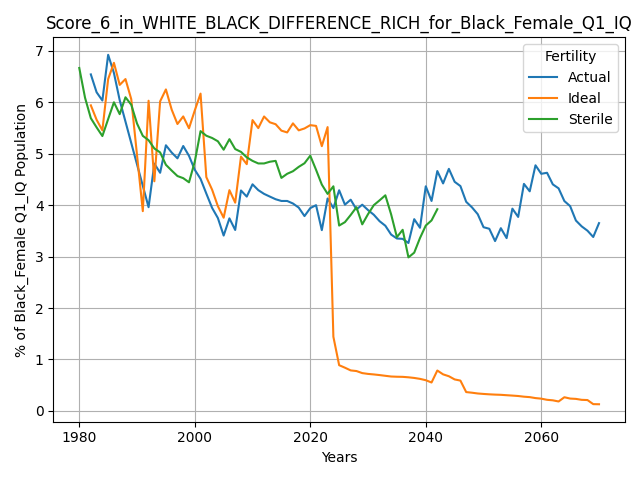 Score_6_in_WHITE_BLACK_DIFFERENCE_RICH_for_Black_Female_Q1_IQ
Fertility
Actual
Ideal
Sterile
% of Black_Female Q1_IQ Population
7
6
5
4
3
2
1
0
1980
2000
2020
2040
2060
Years